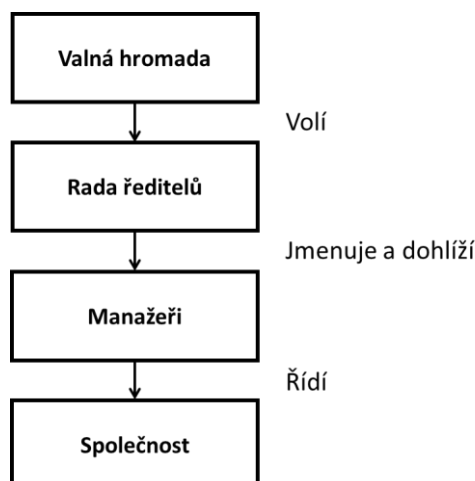 Valná hromada
Volí
Rada ředitelů
Jmenuje a dohlíží
Manažeři
Řídí
Společnost